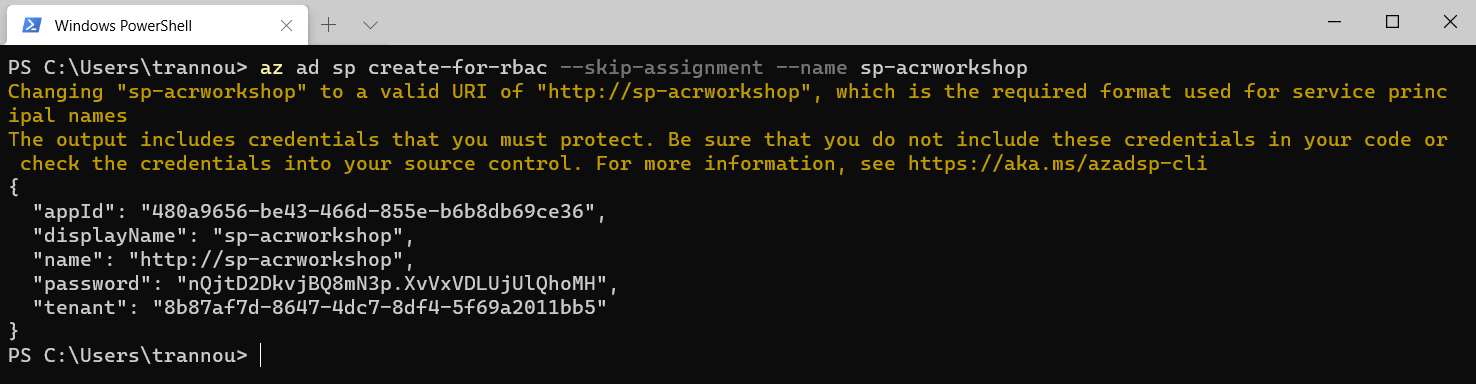 Windows PowerShell
PS C:\Users\trannou> az ad sp create-for-rbac --skip-assignment --name sp-acrworkshop
Changing "sp-acrworkshop" to a valid URI of "http://sp-acrworkshop", which is the required format used for service princ
ipal names
The output includes credentials that you must protect. Be sure that you do not include these credentials in your code or
 check the credentials into your source control. For more information, see https://aka.ms/azadsp-cli
{
  "appId": "480a9656-be43-466d-855e-b6b8db69ce36",
  "displayName": "sp-acrworkshop",
  "name": "http://sp-acrworkshop",
  "password": "nQjtD2DkvjBQ8mN3p.XvVxVDLUjUlQhoMH",
  "tenant": "8b87af7d-8647-4dc7-8df4-5f69a2011bb5"
}
PS C:\Users\trannou>